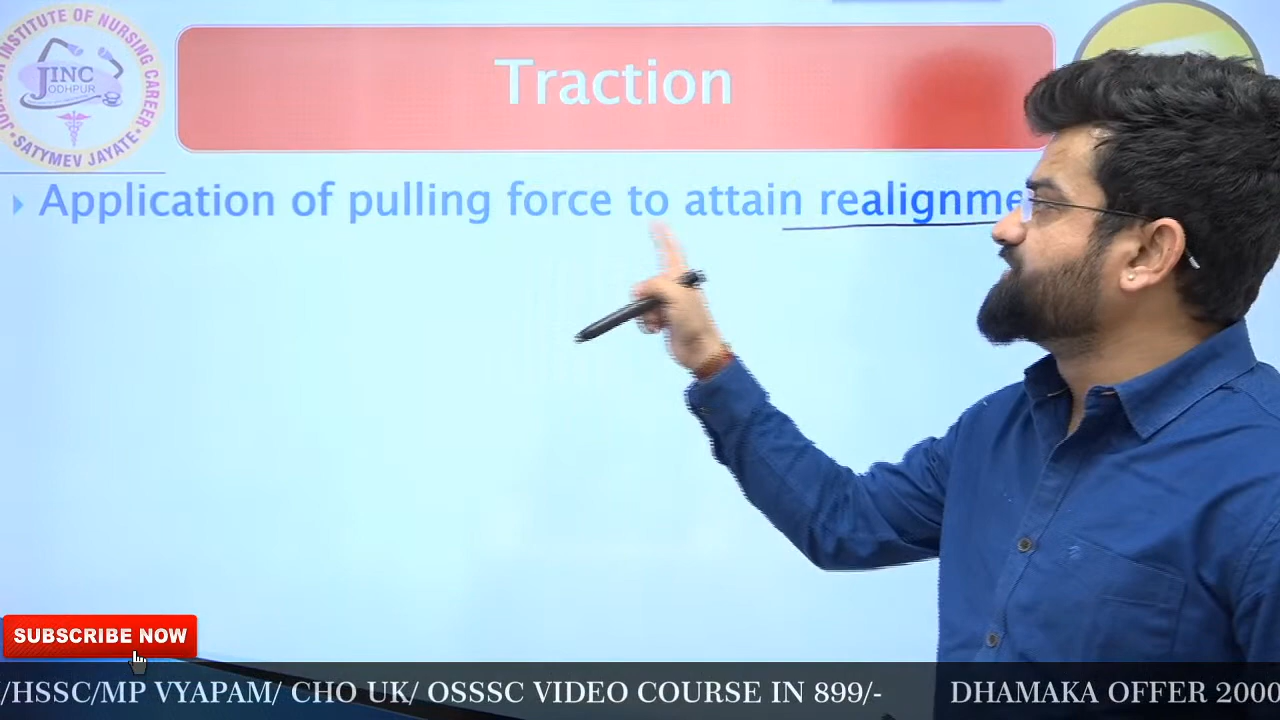 INSTITUTE OF NURSING CAREER
JINC
JODHPUR
• SATYMEV JAYATE •
Traction
Application of pulling force to attain realignme
SUBSCRIBE NOW
/HSSC/MP VYAPAM/ CHO UK/ OSSSC VIDEO COURSE IN 899/- DHAMAKA OFFER 2000